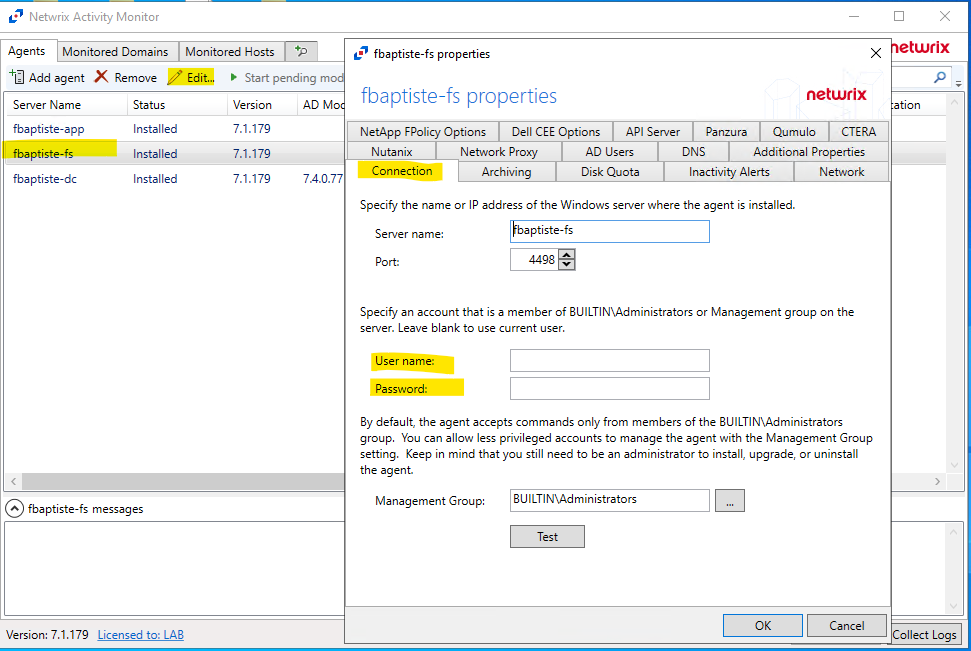 Netwrix Activity Monitor
netwrix
Agents
Monitored Domains
Monitored Hosts
Add agent
Remove
Edit...
Start pending mod
Server Name
Status
Version
AD Mod
ation
fbaptiste-app
Installed
7.1.179
fbaptiste-fs
Installed
7.1.179
fbaptiste-dc
Installed
7.1.179
7.4.0.77
fbaptiste-fs messages
Version: 7.1.179
Licensed to: LAB
Collect Logs
fbaptiste-fs properties
fbaptiste-fs properties
netwrix
NetApp FPolicy Options
Dell CEE Options
API Server
Panzura
Qumulo
CTERA
Nutanix
Network Proxy
AD Users
DNS
Additional Properties
Connection
Archiving
Disk Quota
Inactivity Alerts
Network
Specify the name or IP address of the Windows server where the agent is installed.
Server name:
fbaptiste-fs
Port:
4498
Specify an account that is a member of BUILTIN\Administrators or Management group on the
server. Leave blank to use current user.
User name:
Password:
By default, the agent accepts commands only from members of the BUILTIN\Administrators
group. You can allow less privileged accounts to manage the agent with the Management Group
setting. Keep in mind that you still need to be an administrator to install, upgrade, or uninstall
the agent.
Management Group:
BUILTIN\Administrators
...
Test
OK
Cancel